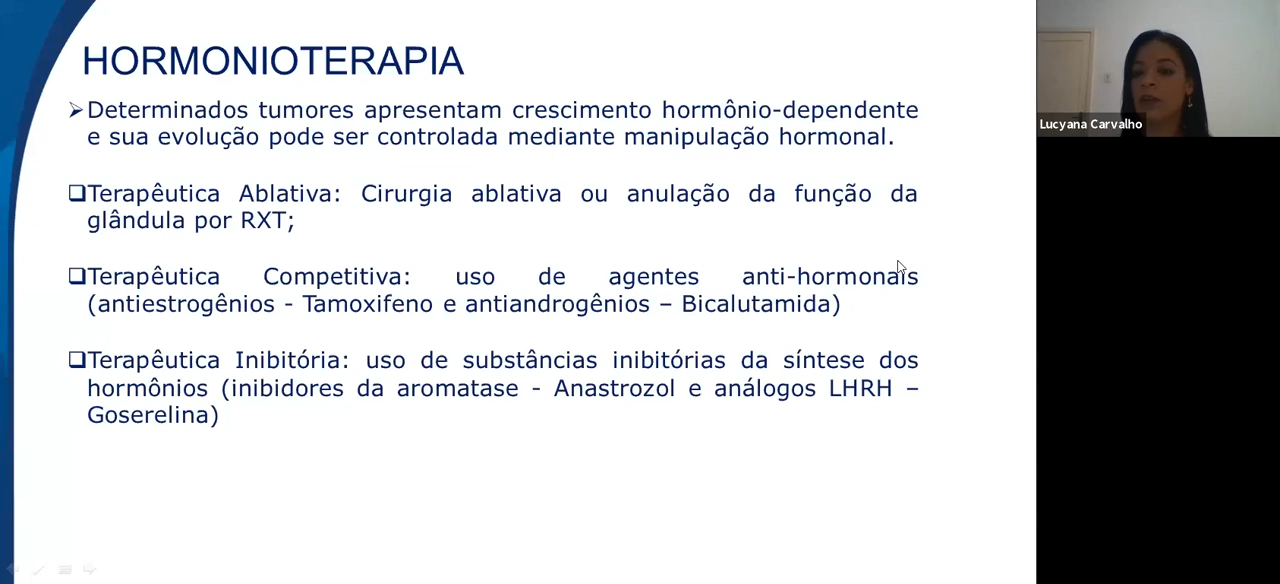 HORMONIOTERAPIA
Determinados tumores apresentam crescimento hormônio-dependente
e sua evolução pode ser controlada mediante manipulação hormonal.
Terapêutica Ablativa: Cirurgia ablativa ou anulação da função da
glândula por RXT;
Terapêutica Competitiva: uso de agentes anti-hormonais
(antiestrogênios - Tamoxifeno e antiandrogênios – Bicalutamida)
Terapêutica Inibitória: uso de substâncias inibitórias da síntese dos
hormônios (inibidores da aromatase - Anastrozol e análogos LHRH –
Goserelina)
Lucyana Carvalho